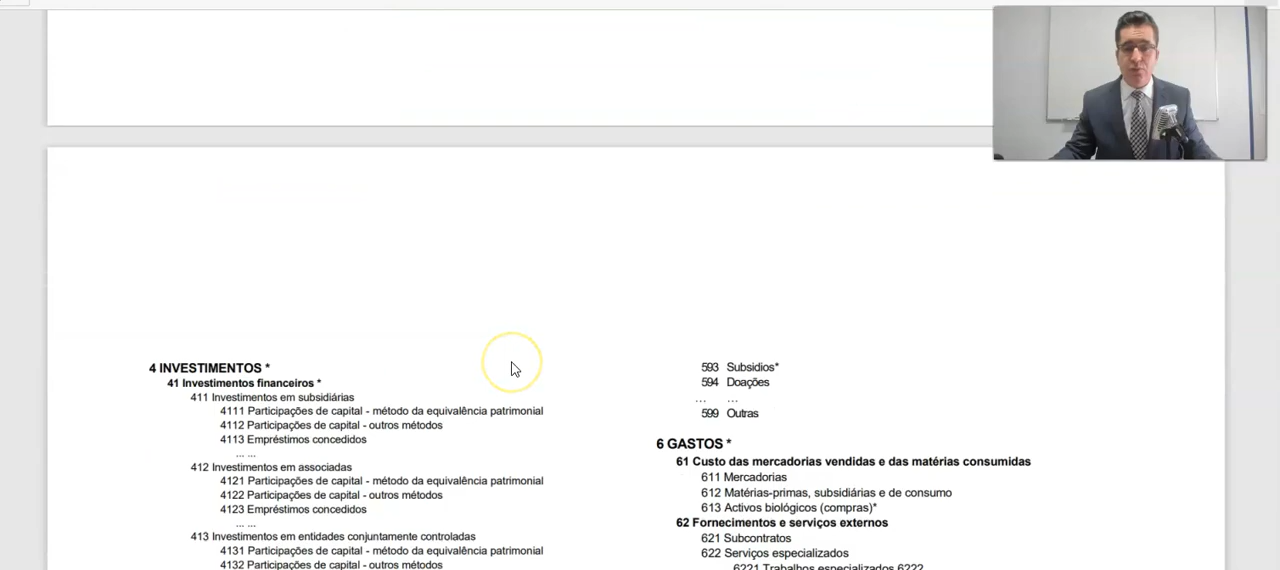 4 INVESTIMENTOS *
41 Investimentos financeiros *
411 Investimentos em subsidiárias
4111 Participações de capital - método da equivalência patrimonial
4112 Participações de capital - outros métodos
4113 Empréstimos concedidos
... ...
412 Investimentos em associadas
4121 Participações de capital - método da equivalência patrimonial
4122 Participações de capital - outros métodos
4123 Empréstimos concedidos
... ...
413 Investimentos em entidades conjuntamente controladas
4131 Participações de capital - método da equivalência patrimonial
4132 Participações de capital - outros métodos
593 Subsidios*
594 Doações
... ...
599 Outras
6 GASTOS *
61 Custo das mercadorias vendidas e das matérias consumidas
611 Mercadorias
612 Matérias-primas, subsidiárias e de consumo
613 Activos biológicos (compras)*
62 Fornecimentos e serviços externos
621 Subcontratos
622 Serviços especializados
6221 Trabalhos especializados 6222